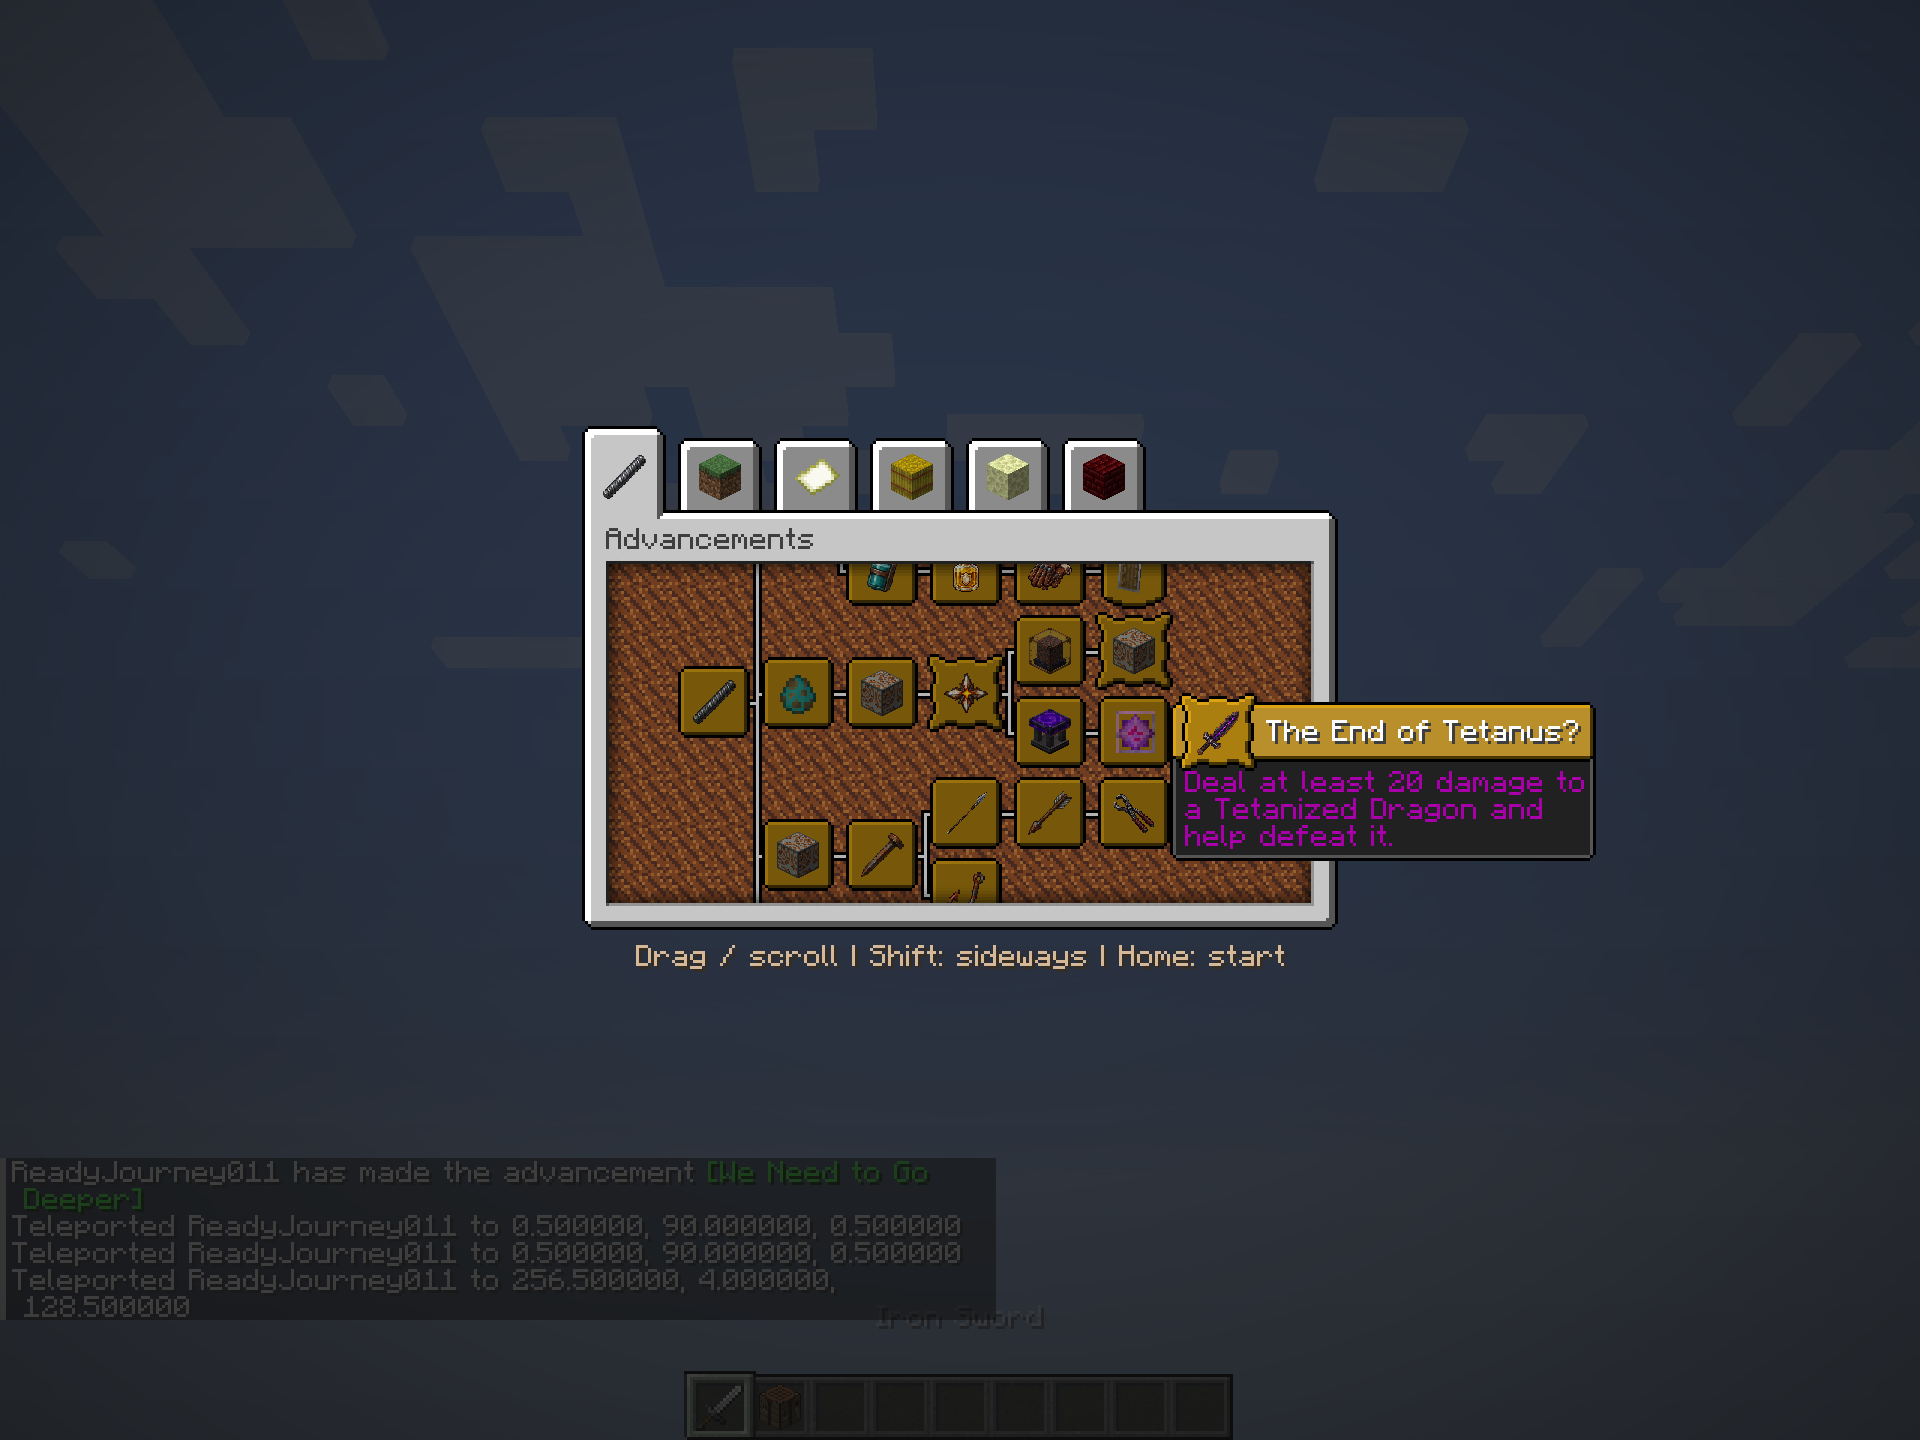 Advancements
The End of Tetanus?
Deal at least 20 damage to
a Tetanized Dragon and
help defeat it.
Drag / scroll | Shift: sideways | Home: start
ReadyJourney011 has made the advancement [We Need to Go
Deeper]
Teleported ReadyJourney011 to 0.500000, 90.000000, 0.500000
Teleported ReadyJourney011 to 0.500000, 90.000000, 0.500000
Teleported ReadyJourney011 to 256.500000, 4.000000,
128.500000
Iron Sword